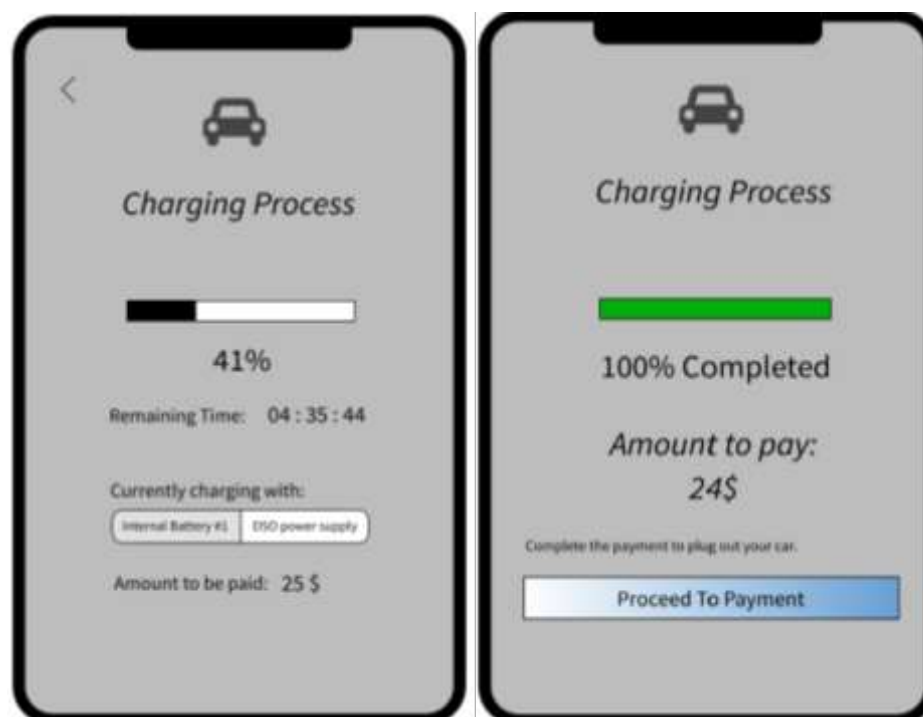 Charging Process
41%
Remaining Time: 04 : 35 : 44
Currently charging with:
Internal Battery #1 DSO power supply
Amount to be paid: 25 $
Charging Process
100% Completed
Amount to pay:
24$
Complete the payment to plug out your car.
Proceed To Payment